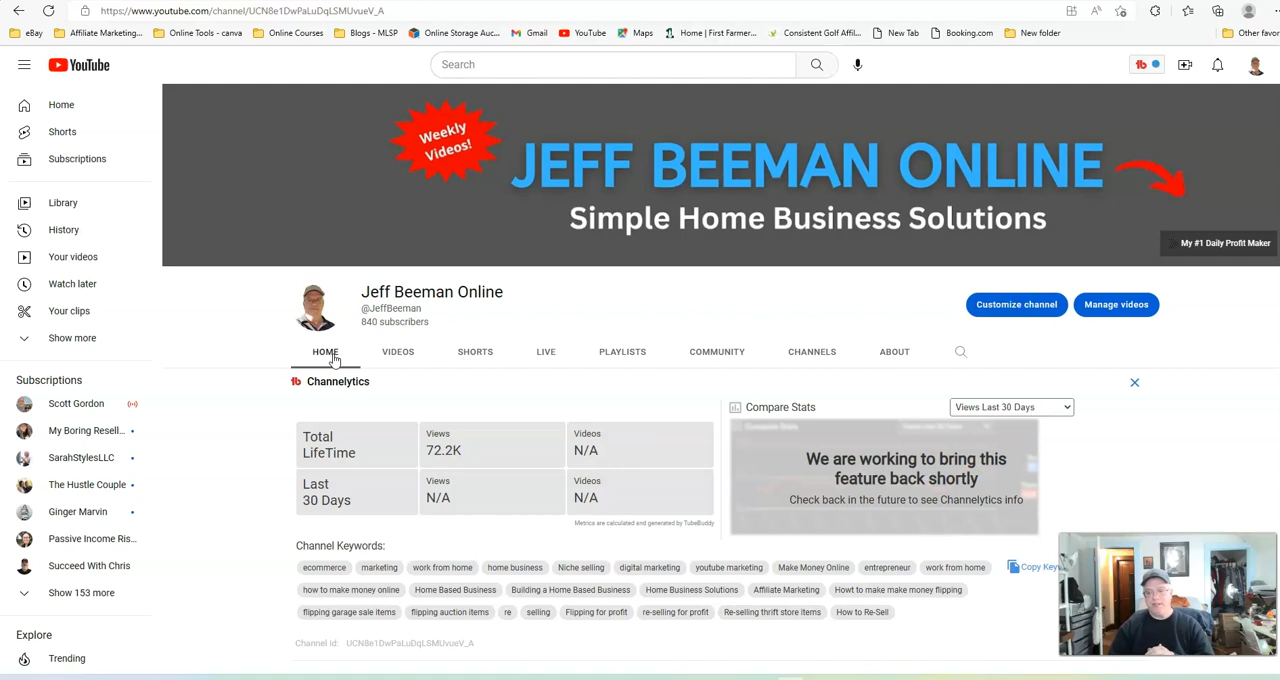 https://www.youtube.com/channel/UCN8e1DwPaLuDqLSMUvueV_A
eBay Affiliate Marketing... Online Tools - canva Online Courses Blogs - MLSP Online Storage Auc... Gmail YouTube Maps Home | First Farmer... Consistent Golf Affil... New Tab Booking.com New folder Other favor
YouTube
Search
tb
Home
Shorts
Subscriptions
Library
History
Your videos
Watch later
Your clips
Show more
Subscriptions
Scott Gordon
My Boring Resell...
SarahStylesLLC
The Hustle Couple
Ginger Marvin
Passive Income Ris...
Succeed With Chris
Show 153 more
Explore
Trending
Weekly
Videos!
JEFF BEEMAN ONLINE
Simple Home Business Solutions
My #1 Daily Profit Maker
Jeff Beeman Online
@JeffBeeman
840 subscribers
Customize channel Manage videos
HOME VIDEOS SHORTS LIVE PLAYLISTS COMMUNITY CHANNELS ABOUT
tb Channelytics
Compare Stats Views Last 30 Days
Total
LifeTime
Views
72.2K
Videos
N/A
Last
30 Days
Views
N/A
Videos
N/A
We are working to bring this
feature back shortly
Check back in the future to see Channelytics info
Metrics are calculated and generated by TubeBuddy
Channel Keywords:
ecommerce marketing work from home home business Niche selling digital marketing youtube marketing Make Money Online entrepreneur work from home Copy Key
how to make money online Home Based Business Building a Home Based Business Home Business Solutions Affiliate Marketing Howt to make make money flipping
flipping garage sale items flipping auction items re selling Flipping for profit re-selling for profit Re-selling thrift store items How to Re-Sell
Channel Id: UCN8e1DwPaLuDqLSMUvueV_A